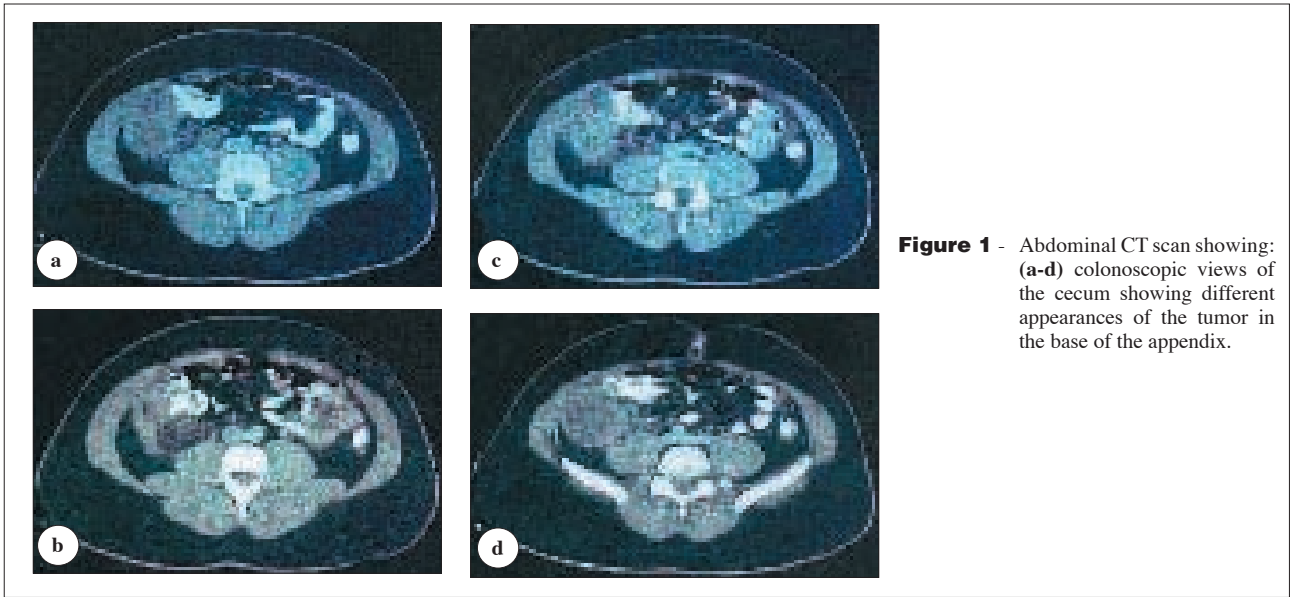 a
c
b
d
Figure 1 - Abdominal CT scan showing:
(a-d) colonoscopic views of
the cecum showing different
appearances of the tumor in
the base of the appendix.